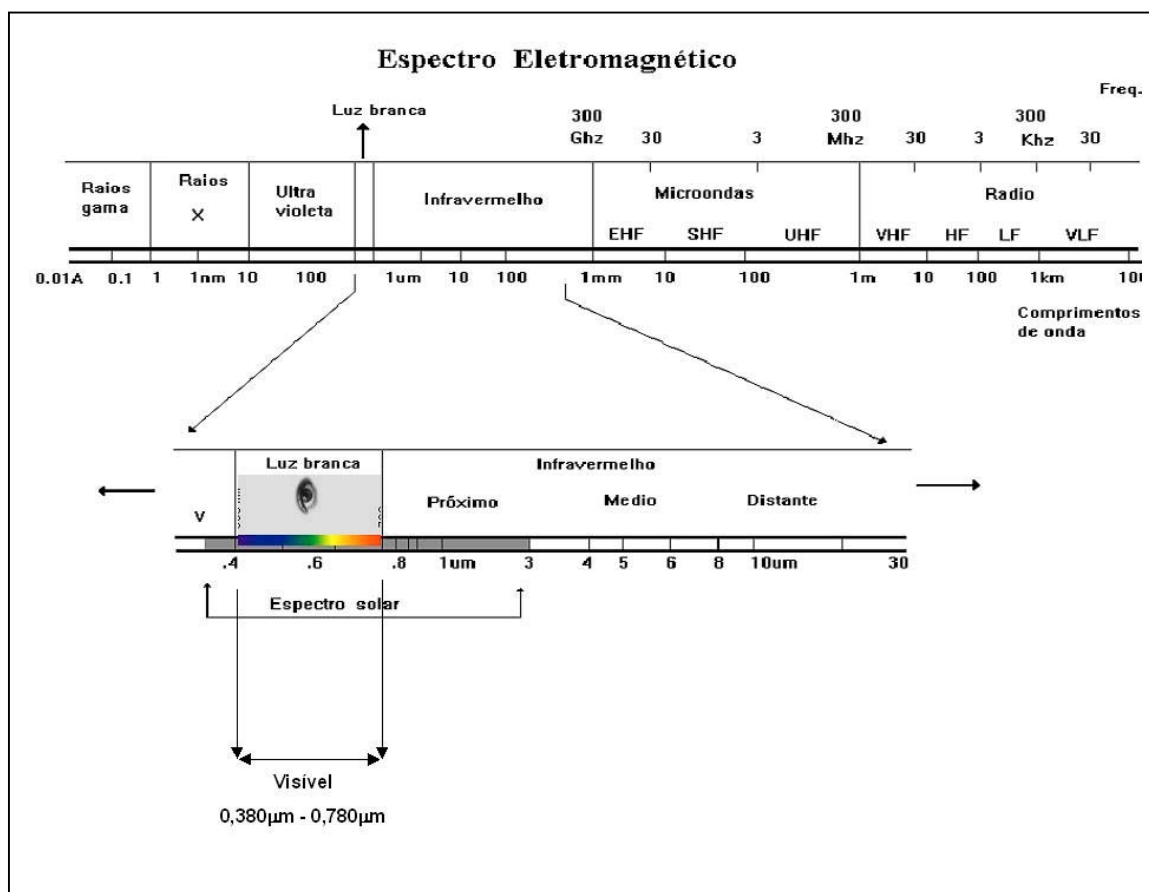 Espectro Eletromagnético
Freq.
Luz branca
300 300 300
Ghz 30 3 Mhz 30 3 Khz 30
Raios gama
Raios X
Ultra violeta
Infravermelho
Microondas
Radio
EHF SHF UHF VHF HF LF VLF
0.01A 0.1 1 1nm 10 100 1um 10 100 1mm 10 100 1m 10 100 1km
Comprimentos
de onda
Luz branca
Infravermelho
V
Próximo Medio Distante
.4 .6 .8 1um 3 4 5 6 8 10um 30
Espectro solar
Visível
0,380µm - 0,780µm